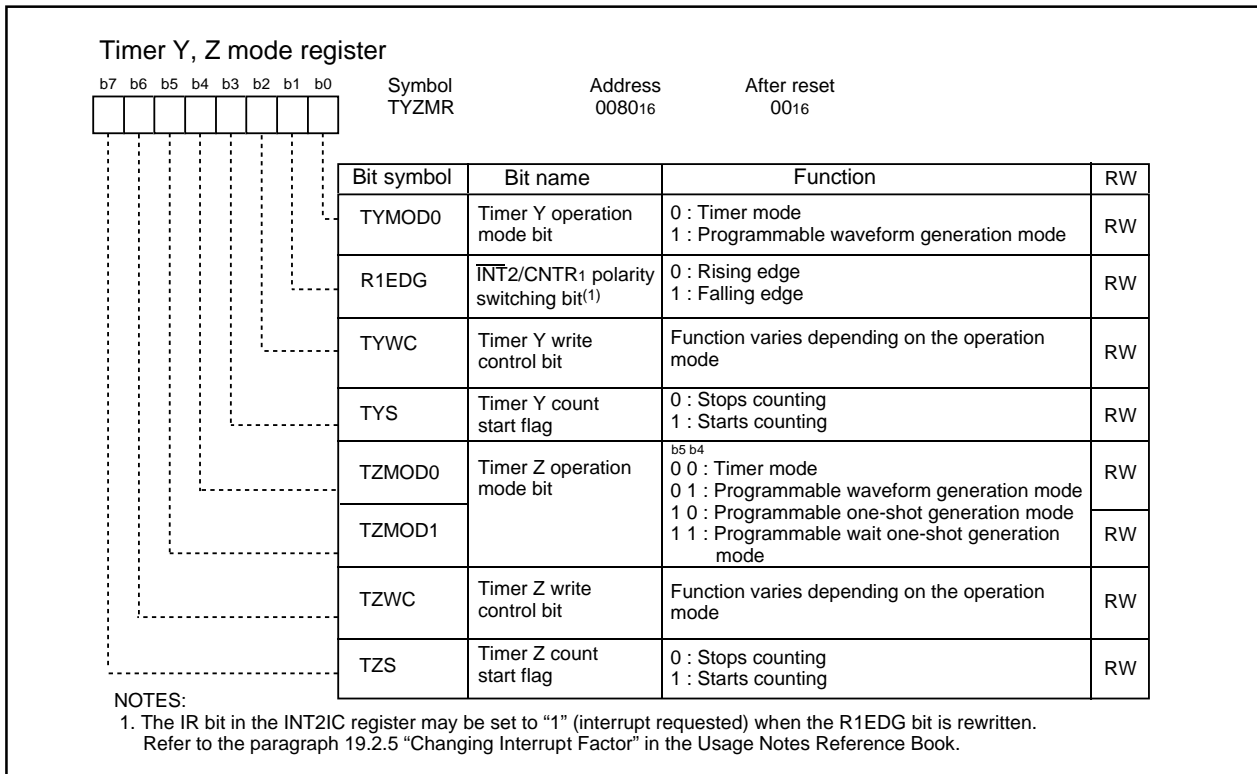 Timer Y, Z mode register
b7 b6 b5 b4 b3 b2 b1 b0
Symbol Address After reset
TYZMR 008016 0016
Bit symbol Bit name Function RW
TYMOD0 Timer Y operation mode bit 0 : Timer mode
1 : Programmable waveform generation mode RW
R1EDG INT2/CNTR1 polarity switching bit(1) 0 : Rising edge
1 : Falling edge RW
TYWC Timer Y write control bit Function varies depending on the operation mode RW
TYS Timer Y count start flag 0 : Stops counting
1 : Starts counting RW
TZMOD0 Timer Z operation mode bit b5 b4
0 0 : Timer mode RW
0 1 : Programmable waveform generation mode
1 0 : Programmable one-shot generation mode
TZMOD1 1 1 : Programmable wait one-shot generation mode RW
TZWC Timer Z write control bit Function varies depending on the operation mode RW
TZS Timer Z count start flag 0 : Stops counting
1 : Starts counting RW
NOTES:
1. The IR bit in the INT2IC register may be set to “1” (interrupt requested) when the R1EDG bit is rewritten.
Refer to the paragraph 19.2.5 “Changing Interrupt Factor” in the Usage Notes Reference Book.